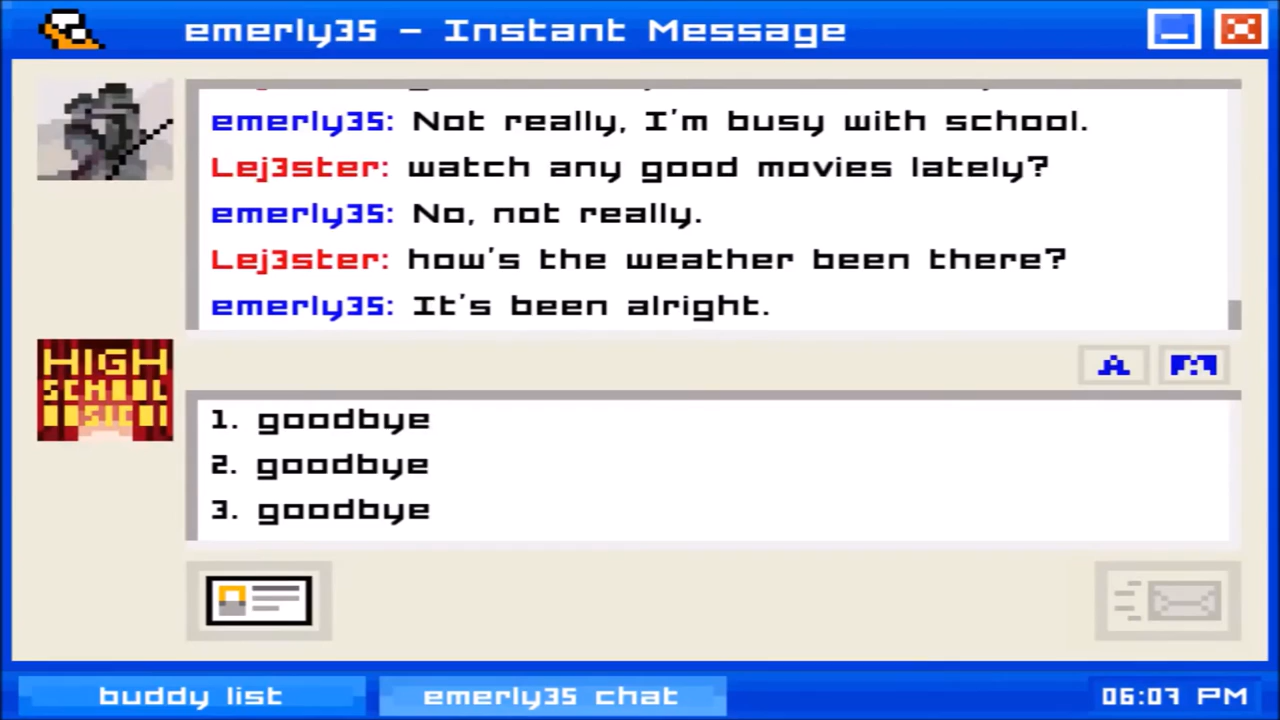 emerly35 - Instant Message
emerly35: Not really, I'm busy with school.
Lej3ster: watch any good movies lately?
emerly35: No, not really.
Lej3ster: how's the weather been there?
emerly35: It's been alright.
HIGH
SCHOOL
A M
1. goodbye
2. goodbye
3. goodbye
buddy list
emerly35 chat
06:07 PM